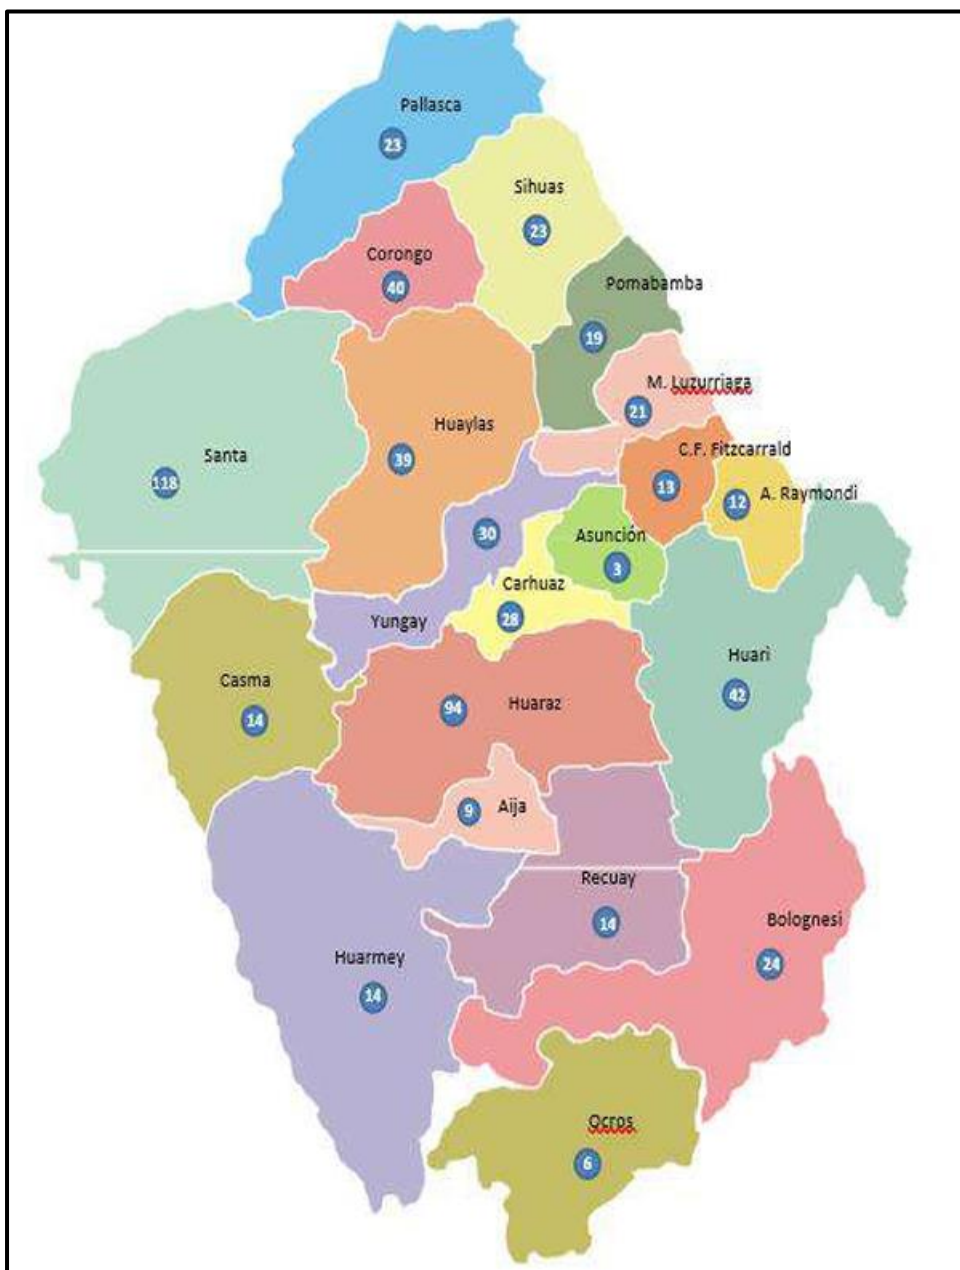 Pallasca
23
Sihuas
23
Corongo
40
Pomabamba
19
M. Luzurriaga
21
Huaylas
39
Santa
118
C.F. Fitzcarrald
13
A. Raymondi
12
30
Yungay
Asunción
3
Carhuaz
28
Huari
42
Casma
14
Huaraz
94
Aija
9
Recuay
14
Bolognesi
24
Huarmey
14
Ocros
6